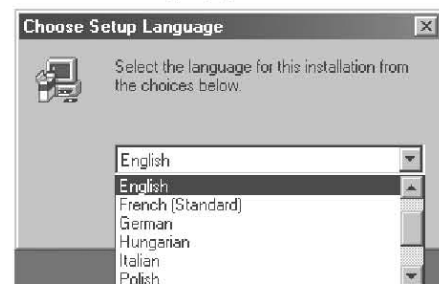 Choose Setup Language
Select the language for this installation from
the choices below.
English
English
French (Standard)
German
Hungarian
Italian
Polish